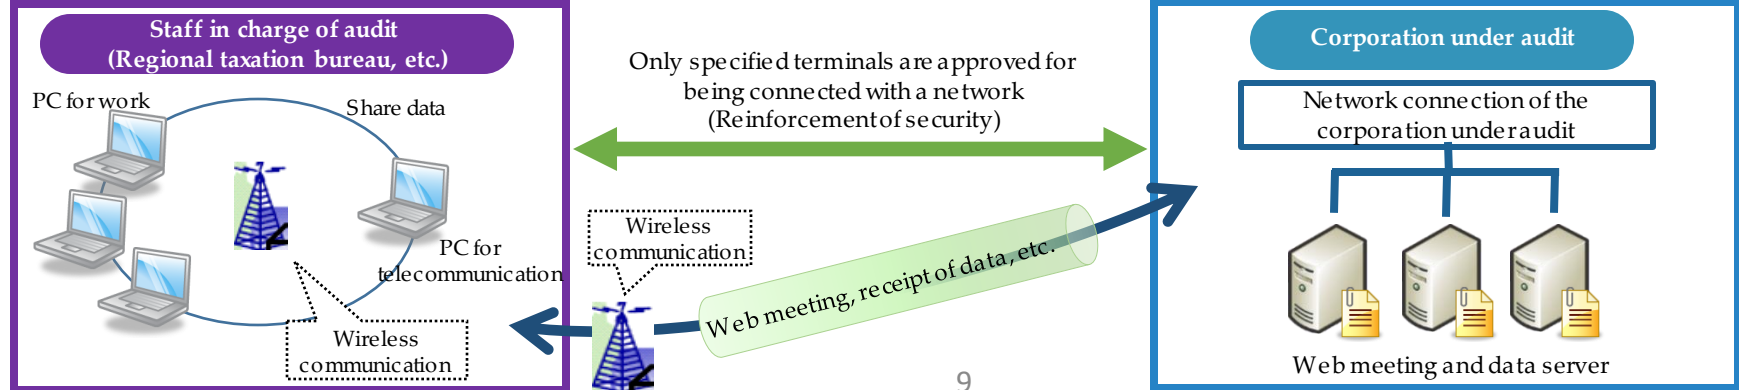 Staff in charge of audit
(Regional taxation bureau, etc.)
PC for work
Share data
PC for
telecommunication
Wireless
communication
Only specified terminals are approved for
being connected with a network
(Reinforcement of security)
Wireless
communication
Web meeting, receipt of data, etc.
Corporation under audit
Network connection of the
corporation under audit
Web meeting and data server
9